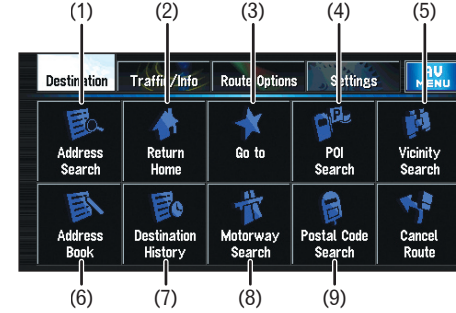 (1) (2) (3) (4) (5)
Destination Traffic/Info Route Options Settings AV MENU
Address Search Return Home Go to POI Search Vicinity Search
Address Book Destination History Motorway Search Postal Code Search Cancel Route
(6) (7) (8) (9)